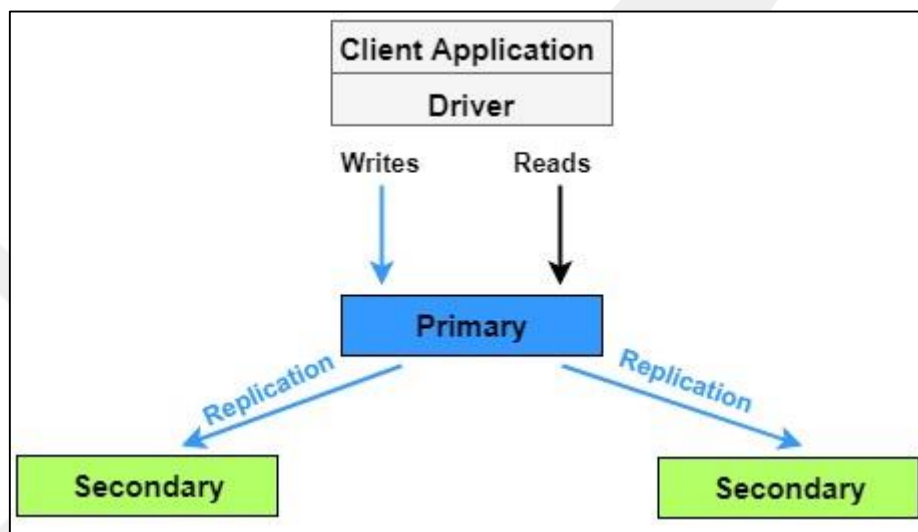 Client Application
Driver
Writes
Reads
Primary
Replication
Replication
Secondary
Secondary